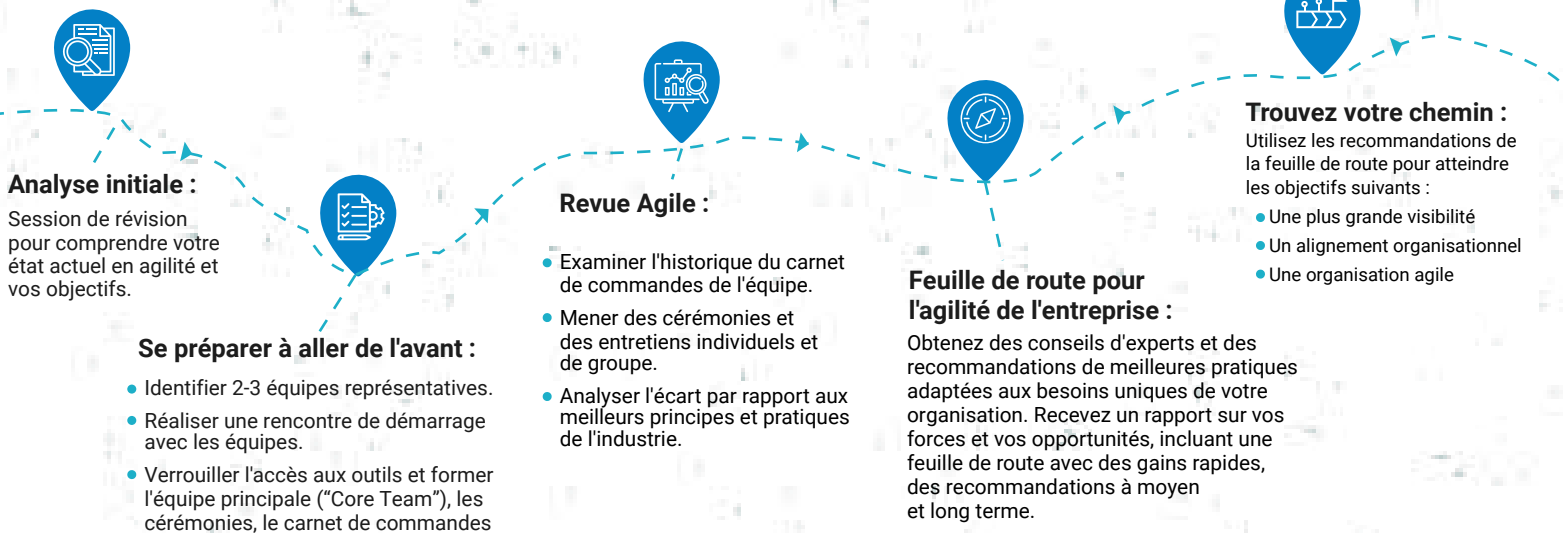 Analyse initiale :
Session de révision
pour comprendre votre
état actuel en agilité et
vos objectifs.
Se préparer à aller de l'avant :
Identifier 2-3 équipes représentatives.
Réaliser une rencontre de démarrage
avec les équipes.
Verrouiller l'accès aux outils et former
l'équipe principale (“Core Team”), les
cérémonies, le carnet de commandes
Revue Agile :
Examiner l'historique du carnet
de commandes de l'équipe.
Mener des cérémonies et
des entretiens individuels et
de groupe.
Analyser l'écart par rapport aux
meilleurs principes et pratiques
de l'industrie.
Feuille de route pour
l'agilité de l'entreprise :
Obtenez des conseils d'experts et des
recommandations de meilleures pratiques
adaptées aux besoins uniques de votre
organisation. Recevez un rapport sur vos
forces et vos opportunités, incluant une
feuille de route avec des gains rapides,
des recommandations à moyen
et long terme.
Trouvez votre chemin :
Utilisez les recommandations de
la feuille de route pour atteindre
les objectifs suivants :
Une plus grande visibilité
Un alignement organisationnel
Une organisation agile